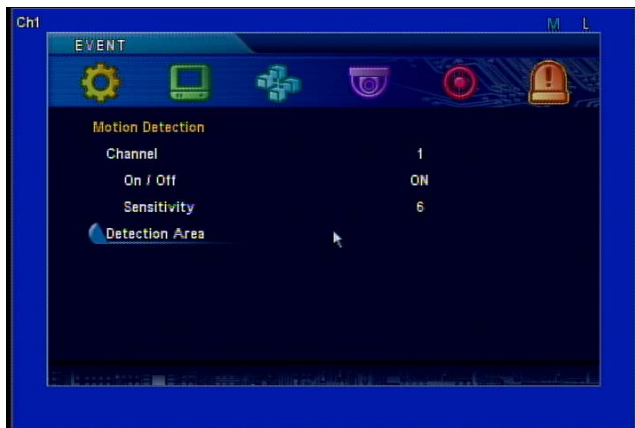 Ch1 M L
EVENT
Motion Detection
Channel 1
On / Off ON
Sensitivity 6
Detection Area